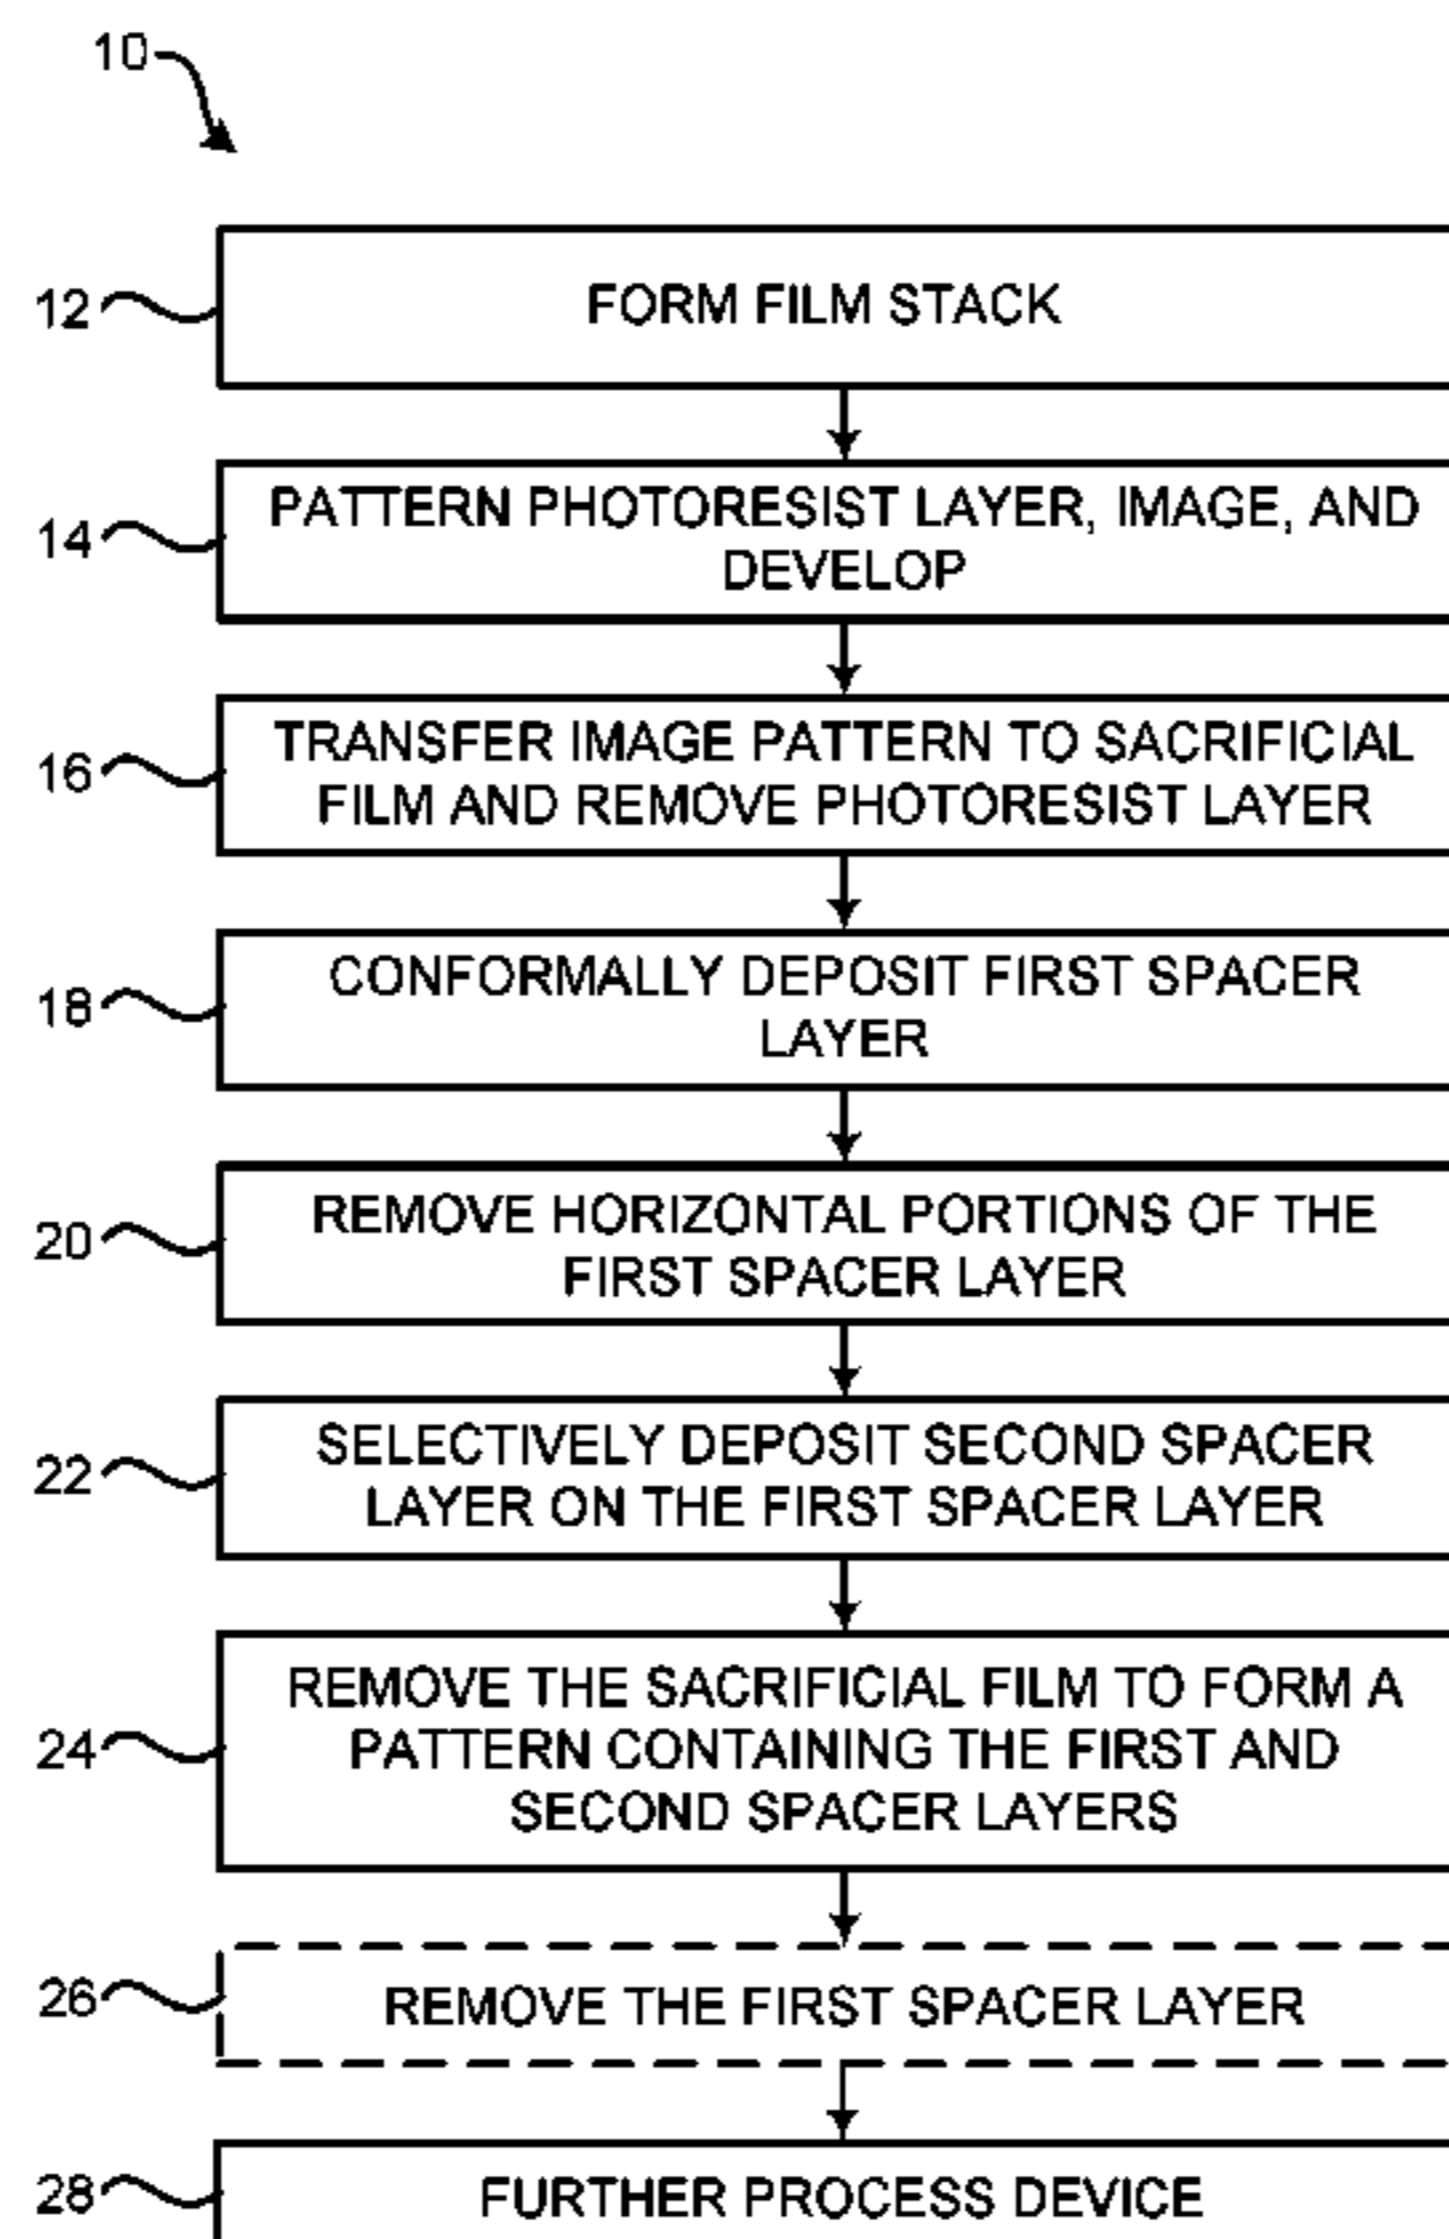 10
12
FORM FILM STACK
14
PATTERN PHOTORESIST LAYER, IMAGE, AND
DEVELOP
16
TRANSFER IMAGE PATTERN TO SACRIFICIAL
FILM AND REMOVE PHOTORESIST LAYER
18
CONFORMALLY DEPOSIT FIRST SPACER
LAYER
20
REMOVE HORIZONTAL PORTIONS OF THE
FIRST SPACER LAYER
22
SELECTIVELY DEPOSIT SECOND SPACER
LAYER ON THE FIRST SPACER LAYER
24
REMOVE THE SACRIFICIAL FILM TO FORM A
PATTERN CONTAINING THE FIRST AND
SECOND SPACER LAYERS
26
REMOVE THE FIRST SPACER LAYER
28
FURTHER PROCESS DEVICE